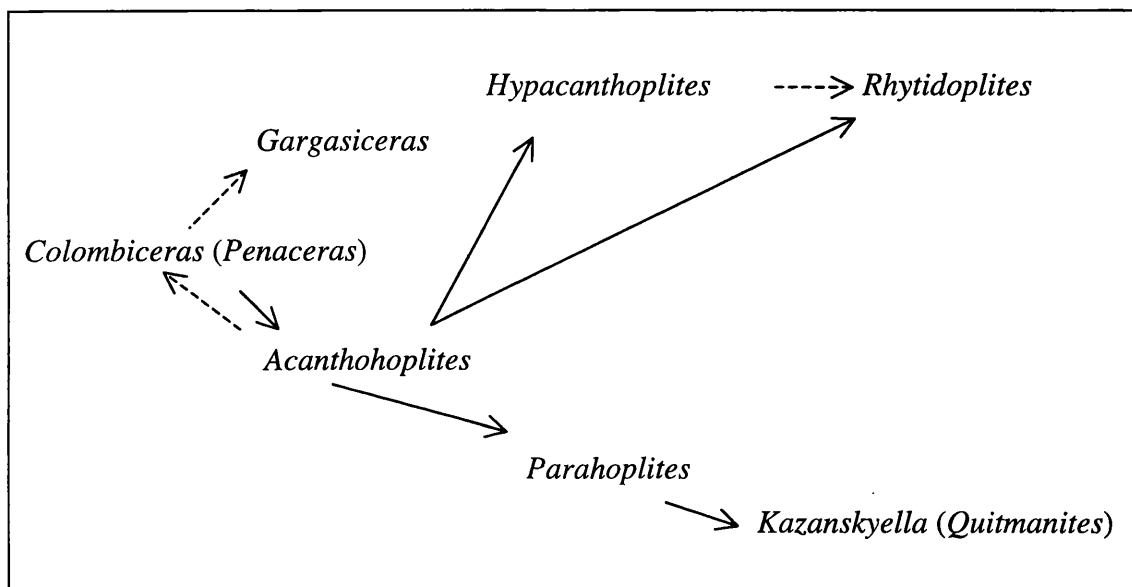 Hypacanthoplites Rhytidoplites
Gargasiceras
Colombiceras (Penaceras)
Acanthohoplites
Parahoplites
Kazanskyella (Quitmanites)